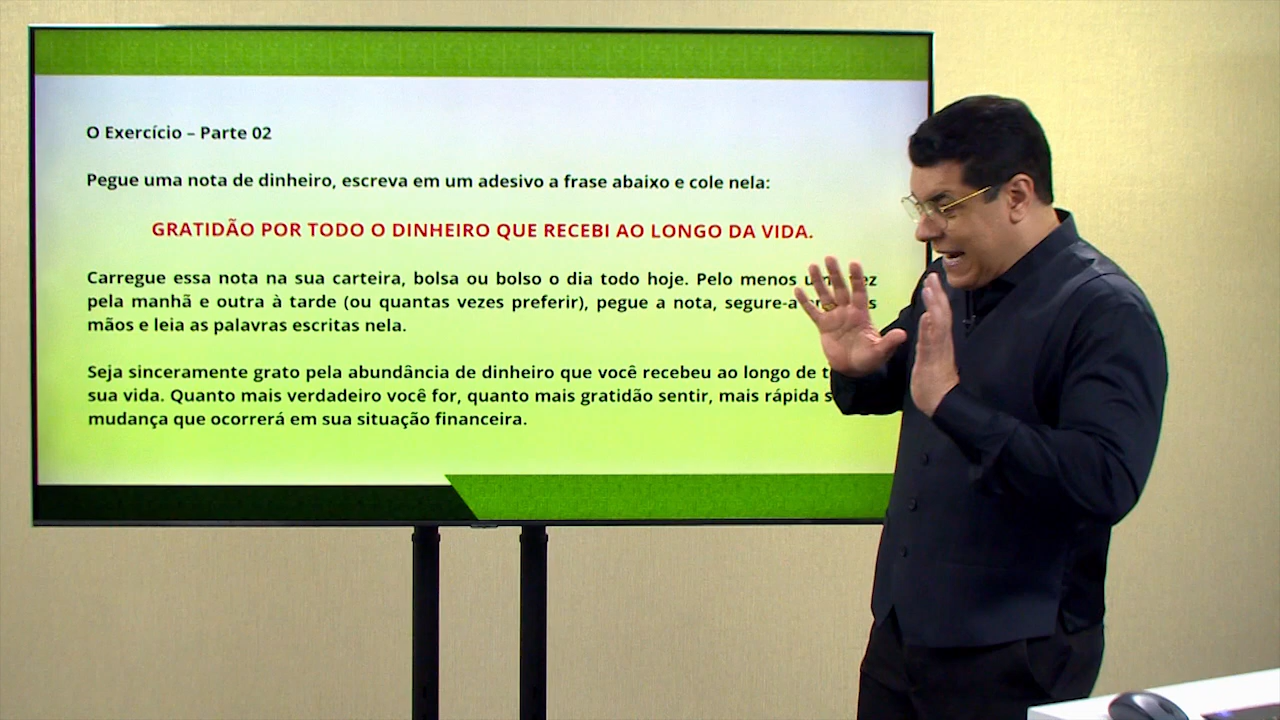 O Exercício – Parte 02
Pegue uma nota de dinheiro, escreva em um adesivo a frase abaixo e cole nela:
GRATIDÃO POR TODO O DINHEIRO QUE RECEBI AO LONGO DA VIDA.
Carregue essa nota na sua carteira, bolsa ou bolso o dia todo hoje. Pelo menos
pela manhã e outra à tarde (ou quantas vezes preferir), pegue a nota,
mãos e leia as palavras escritas nela.
Seja sinceramente grato pela abundância de dinheiro que você recebeu ao longo de
sua vida. Quanto mais verdadeiro você for, quanto mais gratidão sentir, mais rápida
mudança que ocorrerá em sua situação financeira.